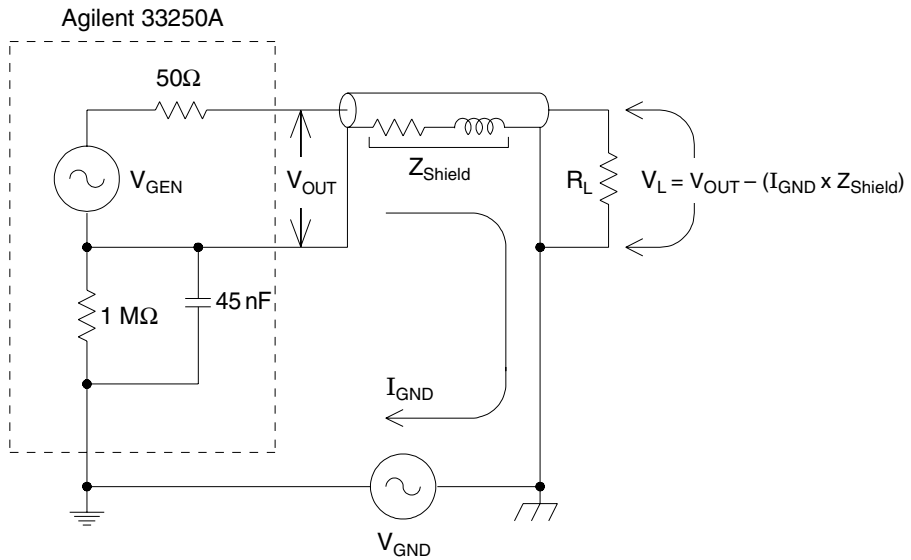 Agilent 33250A
50Ω
V_GEN
V_OUT
Z_Shield
R_L
V_L = V_OUT – (I_GND x Z_Shield)
1 MΩ
45 nF
I_GND
V_GND